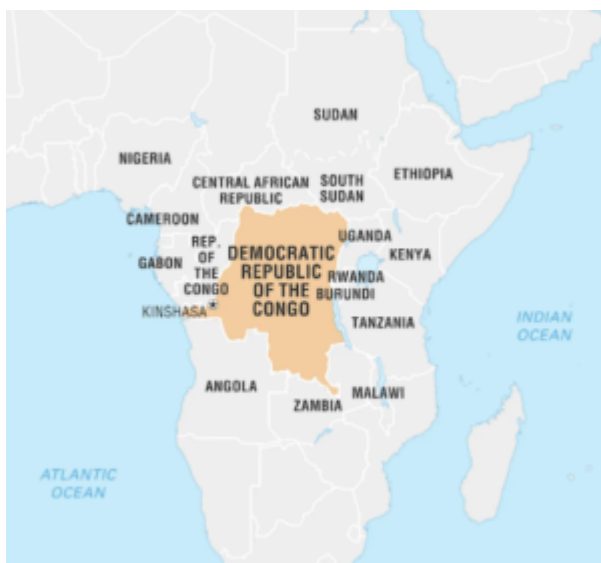 SUDAN
NIGERIA
ETHIOPIA
CENTRAL AFRICAN
REPUBLIC
SOUTH
SUDAN
CAMEROON
UGANDA
REP.
OF
THE
CONGO
GABON
DEMOCRATIC
REPUBLIC
OF THE
CONGO
KENYA
RWANDA
BURUNDI
KINSHASA
TANZANIA
INDIAN
OCEAN
ANGOLA
ZAMBIA
MALAWI
ATLANTIC
OCEAN